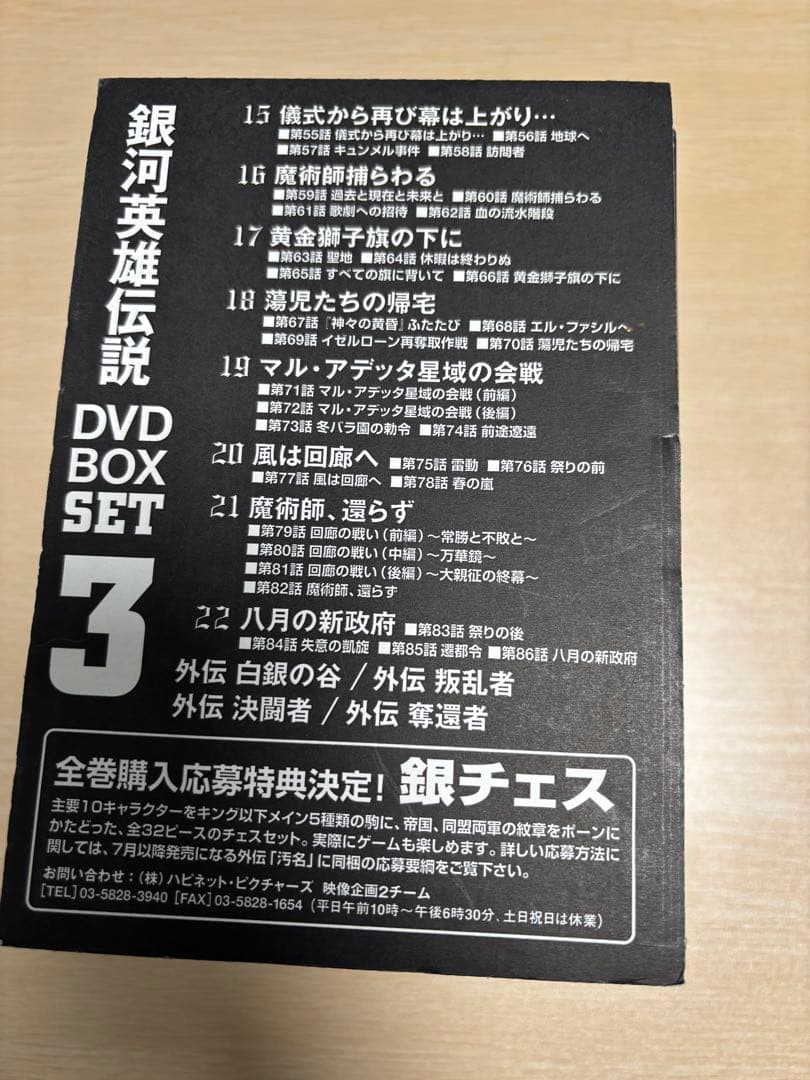 銀河英雄伝説
DVD
BOX
SET
3
15 儀式から再び幕は上がり…
■第55話 儀式から再び幕は上がり… ■第56話 地球へ
■第57話 キュンメル事件 ■第58話 訪問者
16 魔術師捕らわる
■第59話 過去と現在と未来と ■第60話 魔術師捕らわる
■第61話 歌劇への招待 ■第62話 血の流水階段
17 黄金獅子旗の下に
■第63話 聖地 ■第64話 休暇は終わりぬ
■第65話 すべての旗に背いて ■第66話 黄金獅子旗の下に
18 蕩児たちの帰宅
■第67話 『神々の黄昏』ふたたび ■第68話 エル・ファシルへ
■第69話 イゼルローン再奪取作戦 ■第70話 蕩児たちの帰宅
19 マル・アデッタ星域の会戦
■第71話 マル・アデッタ星域の会戦（前編）
■第72話 マル・アデッタ星域の会戦（後編）
■第73話 冬バラ園の勅令 ■第74話 前途遼遠
20 風は回廊へ ■第75話 雷動 ■第76話 祭りの前
■第77話 風は回廊へ ■第78話 春の嵐
21 魔術師、還らず
■第79話 回廊の戦い（前編）～常勝と不敗と～
■第80話 回廊の戦い（中編）～万華鏡～
■第81話 回廊の戦い（後編）～大親征の終幕～
■第82話 魔術師、還らず
22 八月の新政府 ■第83話 祭りの後
■第84話 失意の凱旋 ■第85話 遷都令 ■第86話 八月の新政府
外伝 白銀の谷 / 外伝 叛乱者
外伝 決闘者 / 外伝 奪還者
全巻購入応募特典決定! 銀チェス
主要10キャラクターをキング以下メイン5種類の駒に、帝国、同盟両軍の紋章をポーンに
かたどった、全32ピースのチェスセット。実際にゲームも楽しめます。詳しい応募方法に
関しては、7月以降発売になる外伝「汚名」に同梱の応募要綱をご覧下さい。
お問い合わせ：（株）ハピネット・ピクチャーズ 映像企画2チーム
［TEL］03-5828-3940 ［FAX］03-5828-1654（平日午前10時～午後6時30分、土日祝日は休業）